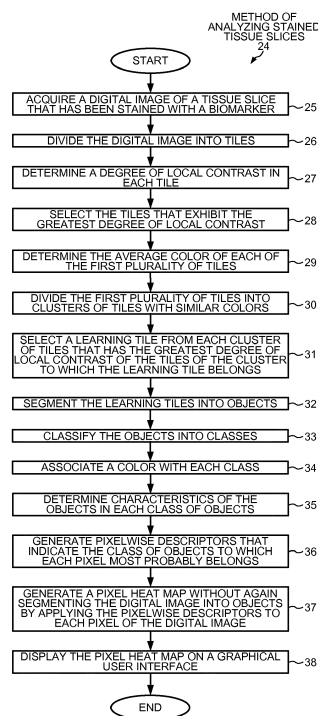 METHOD OF
ANALYZING STAINED
TISSUE SLICES
24
START
ACQUIRE A DIGITAL IMAGE OF A TISSUE SLICE
THAT HAS BEEN STAINED WITH A BIOMARKER
25
DIVIDE THE DIGITAL IMAGE INTO TILES
26
DETERMINE A DEGREE OF LOCAL CONTRAST IN
EACH TILE
27
SELECT THE TILES THAT EXHIBIT THE
GREATEST DEGREE OF LOCAL CONTRAST
28
DETERMINE THE AVERAGE COLOR OF EACH OF
THE FIRST PLURALITY OF TILES
29
DIVIDE THE FIRST PLURALITY OF TILES INTO
CLUSTERS OF TILES WITH SIMILAR COLORS
30
SELECT A LEARNING TILE FROM EACH CLUSTER
OF TILES THAT HAS THE GREATEST DEGREE OF
LOCAL CONTRAST OF THE TILES OF THE CLUSTER
TO WHICH THE LEARNING TILE BELONGS
31
SEGMENT THE LEARNING TILES INTO OBJECTS
32
CLASSIFY THE OBJECTS INTO CLASSES
33
ASSOCIATE A COLOR WITH EACH CLASS
34
DETERMINE CHARACTERISTICS OF THE
OBJECTS IN EACH CLASS OF OBJECTS
35
GENERATE PIXELWISE DESCRIPTORS THAT
INDICATE THE CLASS OF OBJECTS TO WHICH
EACH PIXEL MOST PROBABLY BELONGS
36
GENERATE A PIXEL HEAT MAP WITHOUT AGAIN
SEGMENTING THE DIGITAL IMAGE INTO OBJECTS
BY APPLYING THE PIXELWISE DESCRIPTORS TO
EACH PIXEL OF THE DIGITAL IMAGE
37
DISPLAY THE PIXEL HEAT MAP ON A GRAPHICAL
USER INTERFACE
38
END